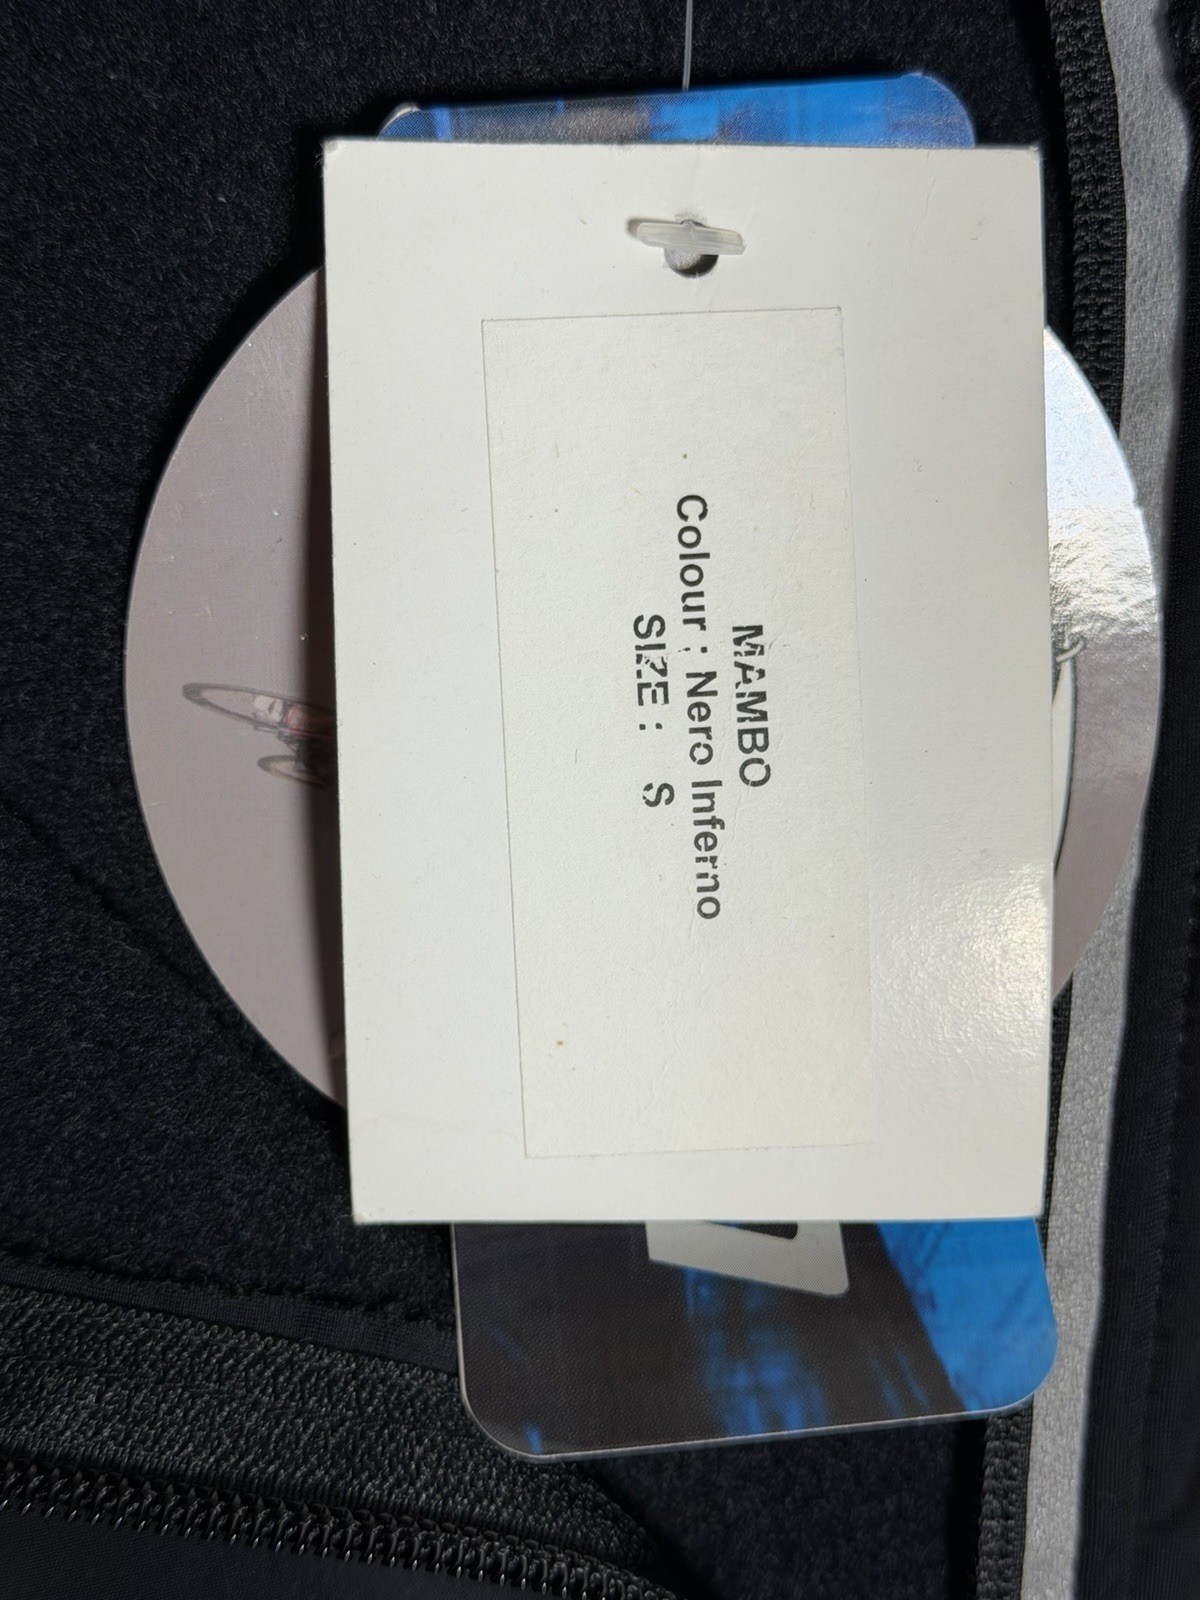 MAMBO
Colour : Nero Inferno
SIZE : S